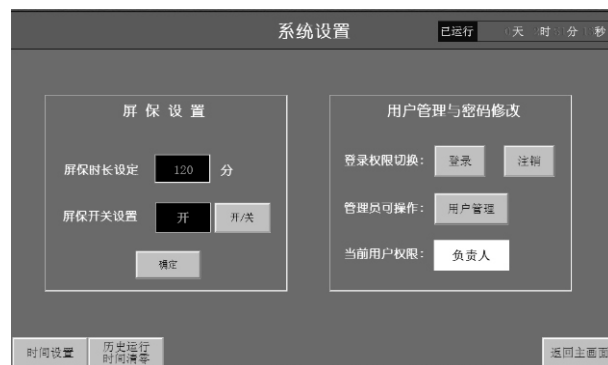 系统设置
已运行 天 时 分 秒
屏保设置
屏保时长设定 120 分
屏保开关设置 开 开/关
确定
用户管理与密码修改
登录权限切换: 登录 注销
管理员可操作: 用户管理
当前用户权限: 负责人
时间设置
历史运行
时间清零
返回主画面